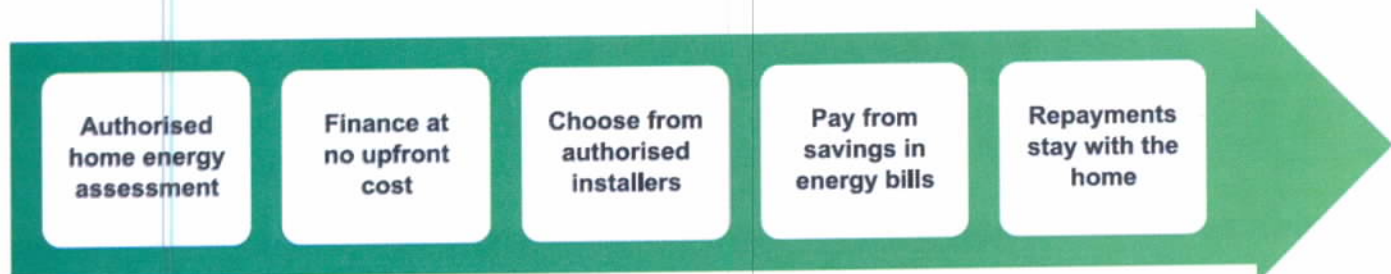 Authorised
home energy
assessment
Finance at
no upfront
cost
Choose from
authorised
installers
Pay from
savings in
energy bills
Repayments
stay with the
home